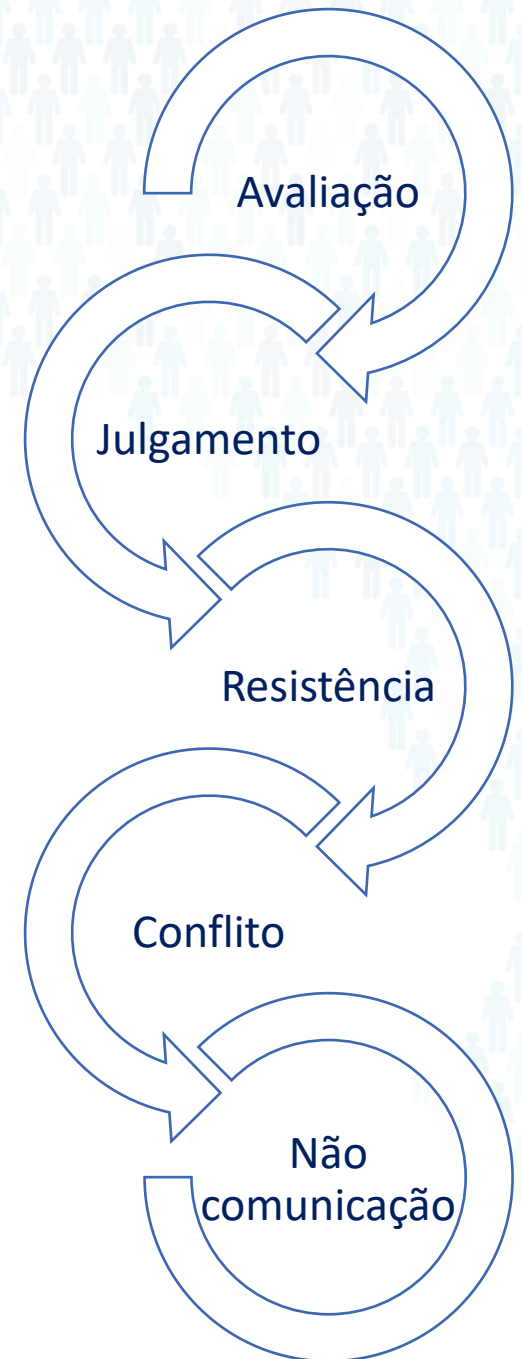 Avaliação
Julgamento
Resistência
Conflito
Não
comunicação